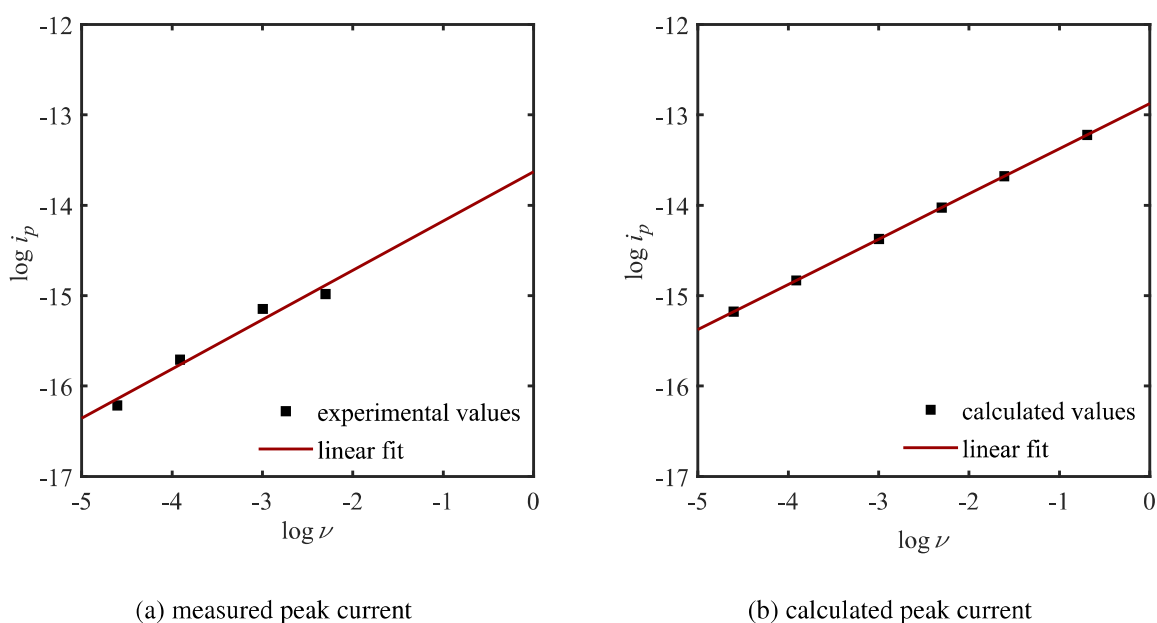 -12
-13
-14
-15
-16
-17
log i_p
-5 -4 -3 -2 -1 0
log ν
experimental values
linear fit
(a) measured peak current
-12
-13
-14
-15
-16
-17
log i_p
-5 -4 -3 -2 -1 0
log ν
calculated values
linear fit
(b) calculated peak current